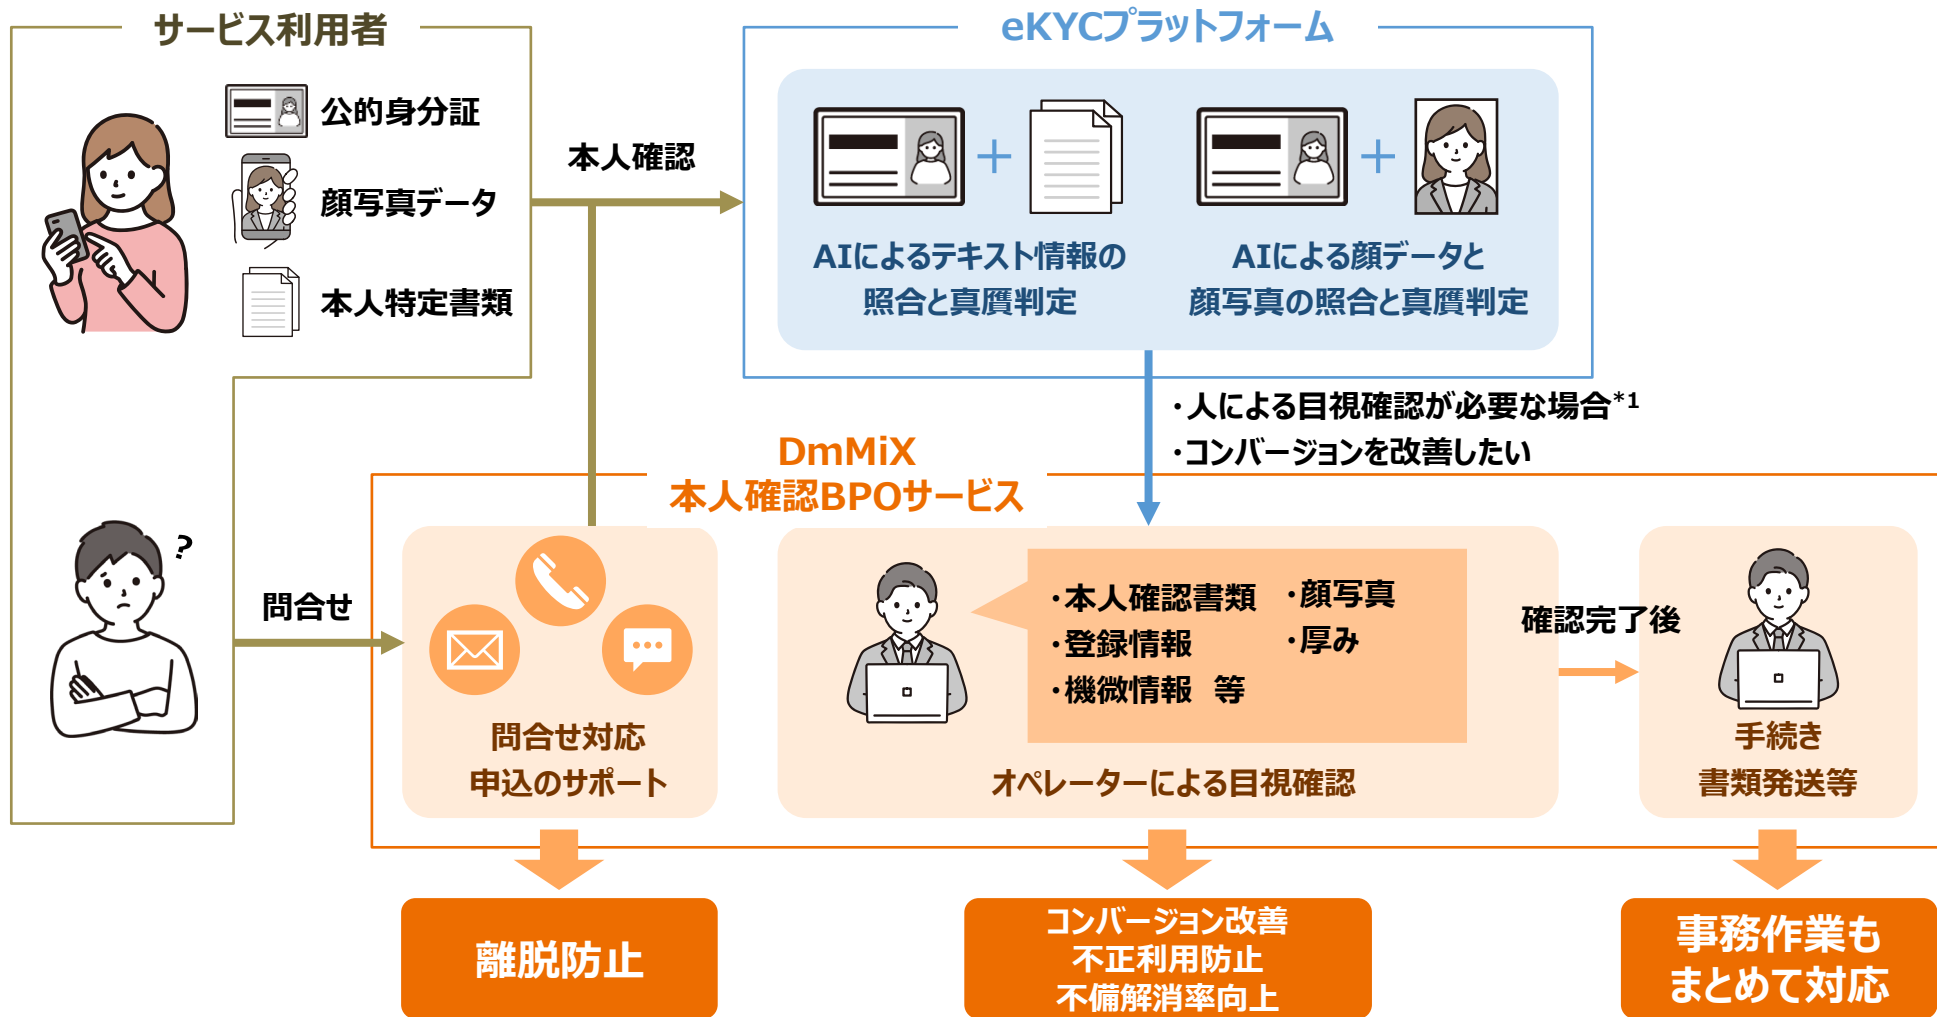 サービス利用者
公的身分証
顔写真データ
本人特定書類
本人確認
eKYCプラットフォーム
AIによるテキスト情報の
照合と真贋判定
AIによる顔データと
顔写真の照合と真贋判定
・人による目視確認が必要な場合*1
・コンバージョンを改善したい
DmMiX
本人確認BPOサービス
?
問合せ
問合せ対応
申込のサポート
・本人確認書類
・登録情報
・機微情報 等
・顔写真
・厚み
オペレーターによる目視確認
確認完了後
手続き
書類発送等
離脱防止
コンバージョン改善
不正利用防止
不備解消率向上
事務作業も
まとめて対応